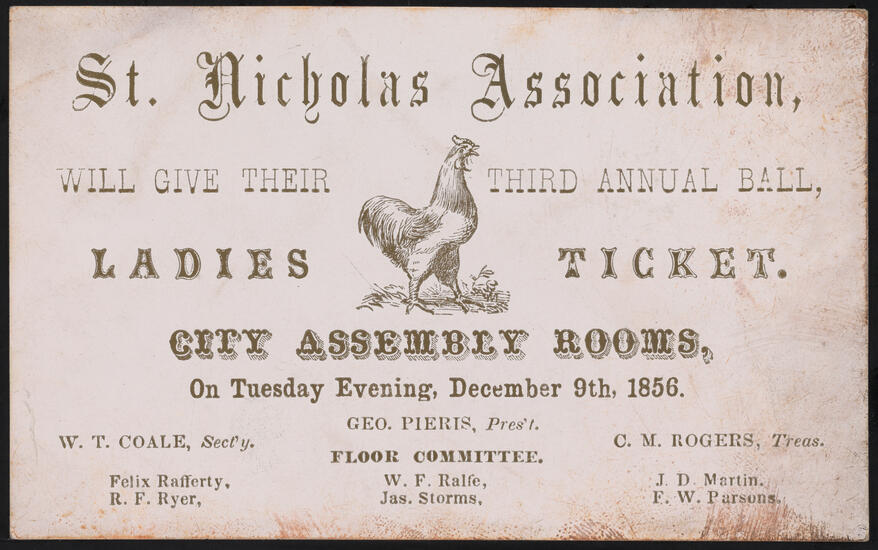 St. Nicholas Association,
WILL GIVE THEIR THIRD ANNUAL BALL,
LADIES TICKET.
CITY ASSEMBLY ROOMS,
On Tuesday Evening, December 9th, 1856.
GEO. PIERIS, Pres't.
W. T. COALE, Sect'y. C. M. ROGERS, Treas.
FLOOR COMMITTEE.
Felix Rafferty, W. F. Ralfe, J. D. Martin.
R. F. Ryer, Jas. Storms, F. W. Parsons.